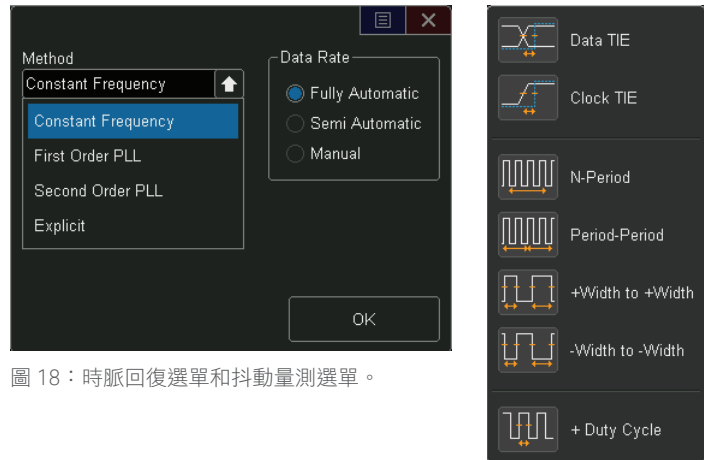 Method
Constant Frequency
Constant Frequency
First Order PLL
Second Order PLL
Explicit
Data Rate
Fully Automatic
Semi Automatic
Manual
OK
圖 18：時脈回復選單和抖動量測選單。
Data TIE
Clock TIE
N-Period
Period-Period
+Width to +Width
-Width to -Width
+ Duty Cycle